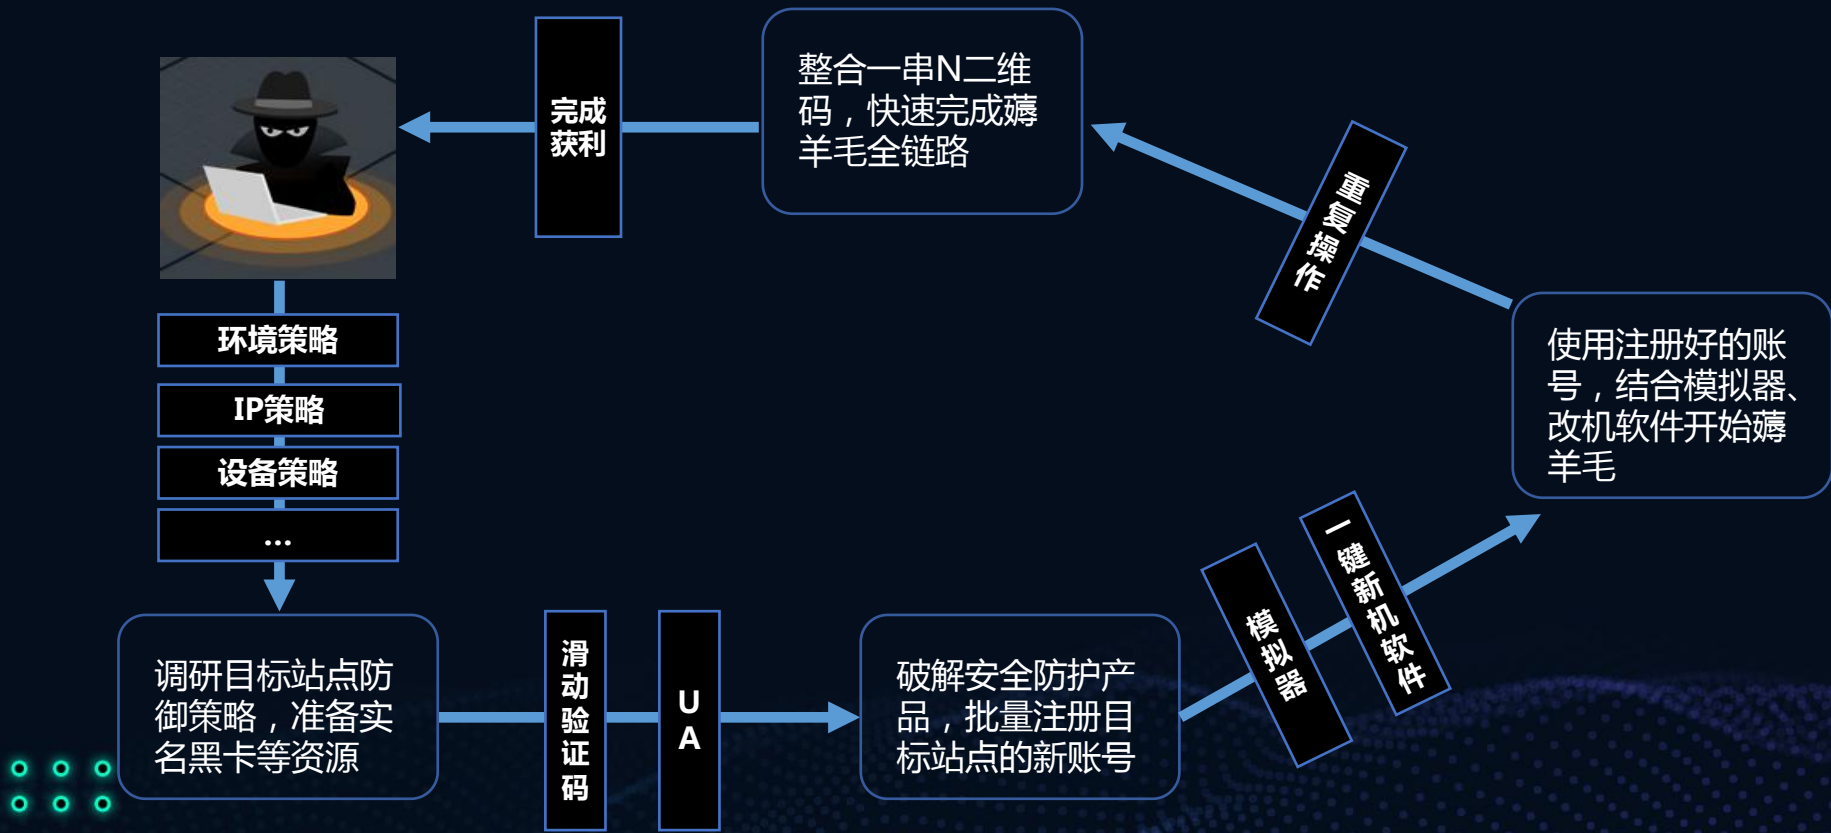 完成
获利
整合一串N二维
码，快速完成薅
羊毛全链路
重复操作
环境策略
IP策略
设备策略
...
使用注册好的账
号，结合模拟器、
改机软件开始薅
羊毛
调研目标站点防
御策略，准备实
名黑卡等资源
滑动验证码
UA
破解安全防护产
品，批量注册目
标站点的新账号
模拟器
一键新机软件